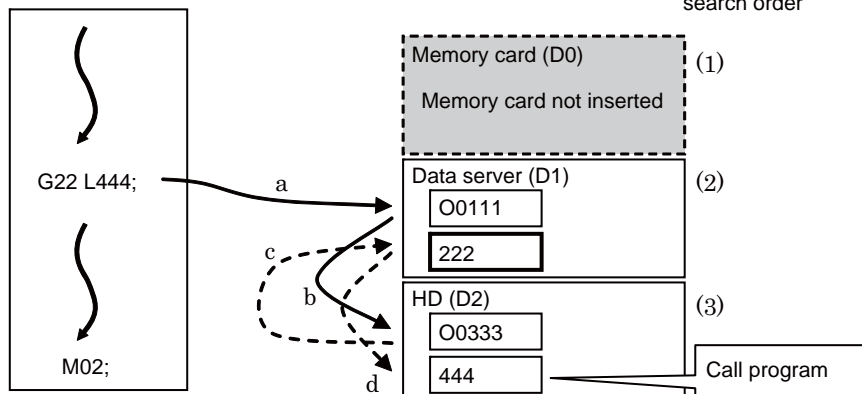 search order
Memory card (D0)
(1)
Memory card not inserted
G22 L444;
a
Data server (D1)
(2)
O0111
c
222
b
HD (D2)
(3)
O0333
M02;
d
444
Call program